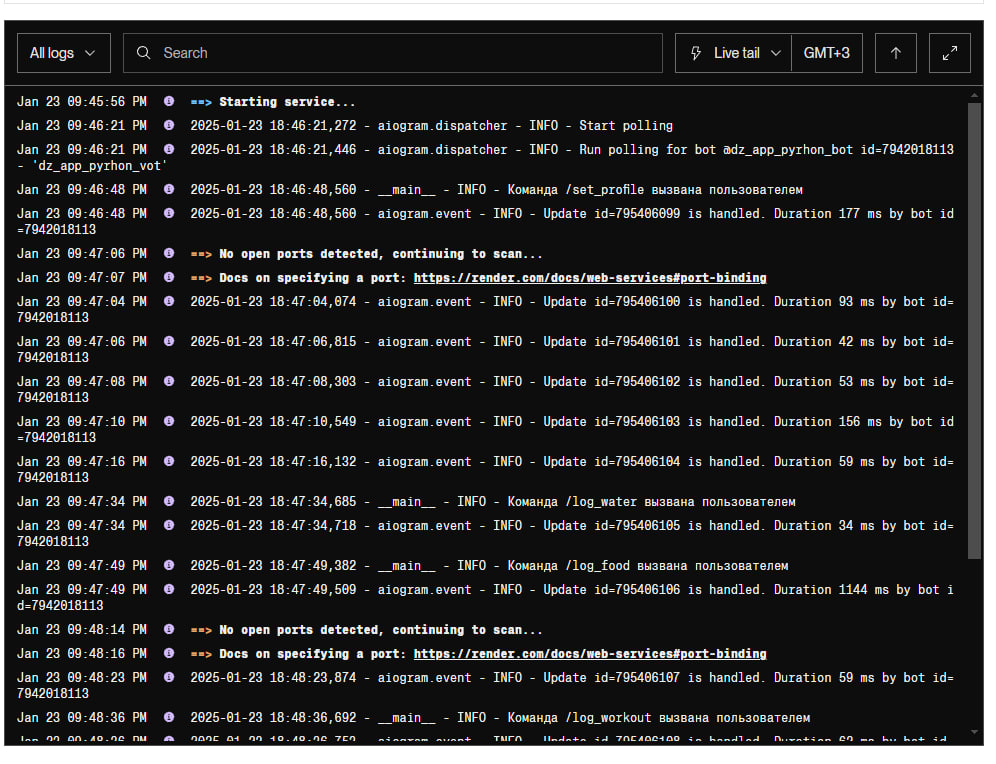 All logs
Search
Live tail
GMT+3
Jan 23 09:45:56 PM ==> Starting service...
Jan 23 09:46:21 PM 2025-01-23 18:46:21,272 - aiogram.dispatcher - INFO - Start polling
Jan 23 09:46:21 PM 2025-01-23 18:46:21,446 - aiogram.dispatcher - INFO - Run polling for bot @dz_app_pyrhon_bot id=7942018113
- 'dz_app_pyrhon_vot'
Jan 23 09:46:48 PM 2025-01-23 18:46:48,560 - __main__ - INFO - Команда /set_profile вызвана пользователем
Jan 23 09:46:48 PM 2025-01-23 18:46:48,560 - aiogram.event - INFO - Update id=795406099 is handled. Duration 177 ms by bot id
=7942018113
Jan 23 09:47:06 PM ==> No open ports detected, continuing to scan...
Jan 23 09:47:07 PM ==> Docs on specifying a port: https://render.com/docs/web-services#port-binding
Jan 23 09:47:04 PM 2025-01-23 18:47:04,074 - aiogram.event - INFO - Update id=795406100 is handled. Duration 93 ms by bot id=
7942018113
Jan 23 09:47:06 PM 2025-01-23 18:47:06,815 - aiogram.event - INFO - Update id=795406101 is handled. Duration 42 ms by bot id=
7942018113
Jan 23 09:47:08 PM 2025-01-23 18:47:08,303 - aiogram.event - INFO - Update id=795406102 is handled. Duration 53 ms by bot id=
7942018113
Jan 23 09:47:10 PM 2025-01-23 18:47:10,549 - aiogram.event - INFO - Update id=795406103 is handled. Duration 156 ms by bot id
=7942018113
Jan 23 09:47:16 PM 2025-01-23 18:47:16,132 - aiogram.event - INFO - Update id=795406104 is handled. Duration 59 ms by bot id=
7942018113
Jan 23 09:47:34 PM 2025-01-23 18:47:34,685 - __main__ - INFO - Команда /log_water вызвана пользователем
Jan 23 09:47:34 PM 2025-01-23 18:47:34,718 - aiogram.event - INFO - Update id=795406105 is handled. Duration 34 ms by bot id=
7942018113
Jan 23 09:47:49 PM 2025-01-23 18:47:49,382 - __main__ - INFO - Команда /log_food вызвана пользователем
Jan 23 09:47:49 PM 2025-01-23 18:47:49,509 - aiogram.event - INFO - Update id=795406106 is handled. Duration 1144 ms by bot i
d=7942018113
Jan 23 09:48:14 PM ==> No open ports detected, continuing to scan...
Jan 23 09:48:16 PM ==> Docs on specifying a port: https://render.com/docs/web-services#port-binding
Jan 23 09:48:23 PM 2025-01-23 18:48:23,874 - aiogram.event - INFO - Update id=795406107 is handled. Duration 59 ms by bot id=
7942018113
Jan 23 09:48:36 PM 2025-01-23 18:48:36,692 - __main__ - INFO - Команда /log_workout вызвана пользователем
Jan 23 09:48:36 PM 2025-01-23 - aiogram.event - INFO - Update is handled. Duration ms by bot id